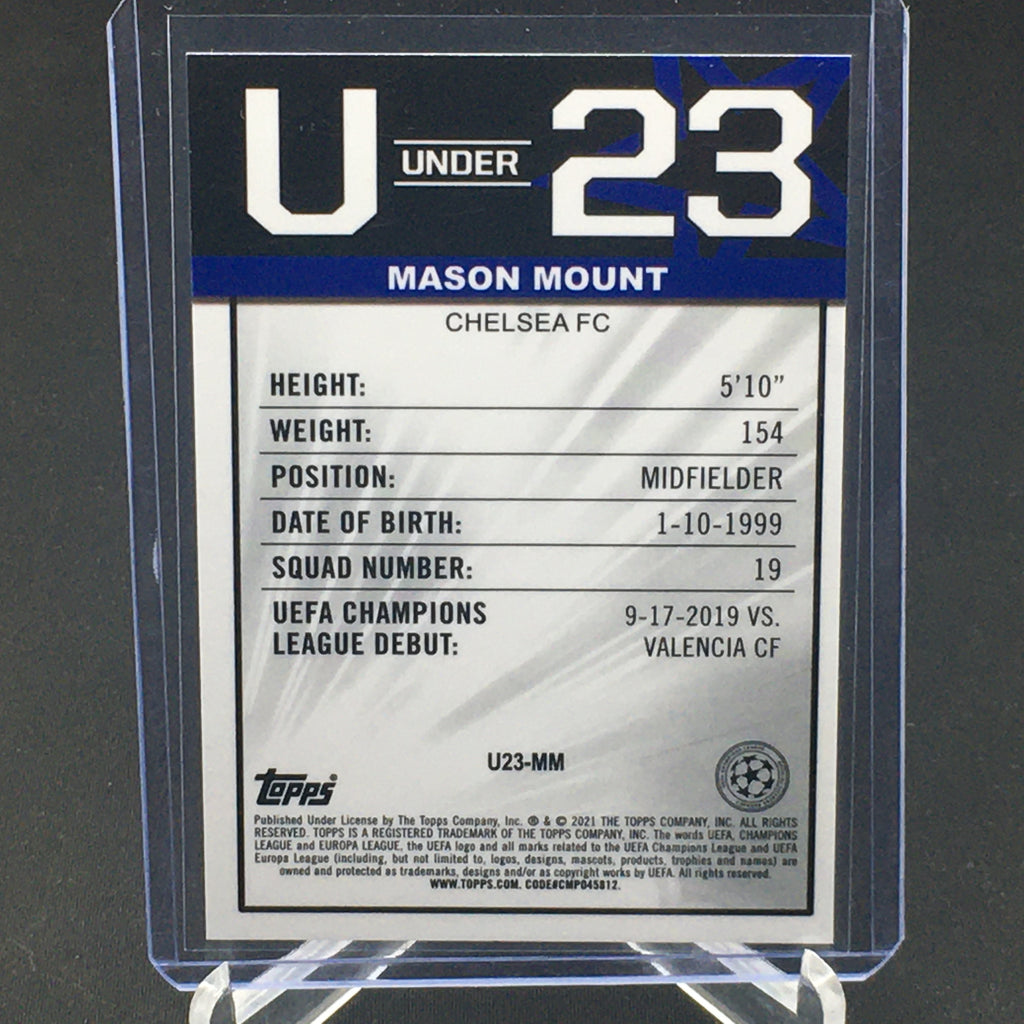 U UNDER 23
MASON MOUNT
CHELSEA FC
HEIGHT: 5'10"
WEIGHT: 154
POSITION: MIDFIELDER
DATE OF BIRTH: 1-10-1999
SQUAD NUMBER: 19
UEFA CHAMPIONS 9-17-2019 VS.
LEAGUE DEBUT: VALENCIA CF
U23-MM
Topps
Published Under License by The Topps Company, Inc. ® & © 2021 THE TOPPS COMPANY, INC. ALL RIGHTS
RESERVED. TOPPS IS A REGISTERED TRADEMARK OF THE TOPPS COMPANY, INC. The words UEFA, CHAMPIONS
LEAGUE and EUROPA LEAGUE, the UEFA logo and all marks related to the UEFA Champions League and UEFA
Europa League (including, but not limited to, logos, designs, mascots, products, trophies and names) are
owned and protected as trademarks, designs and/or as copyright works by UEFA. All rights reserved.
WWW.TOPPS.COM. CODE#CMP045812.